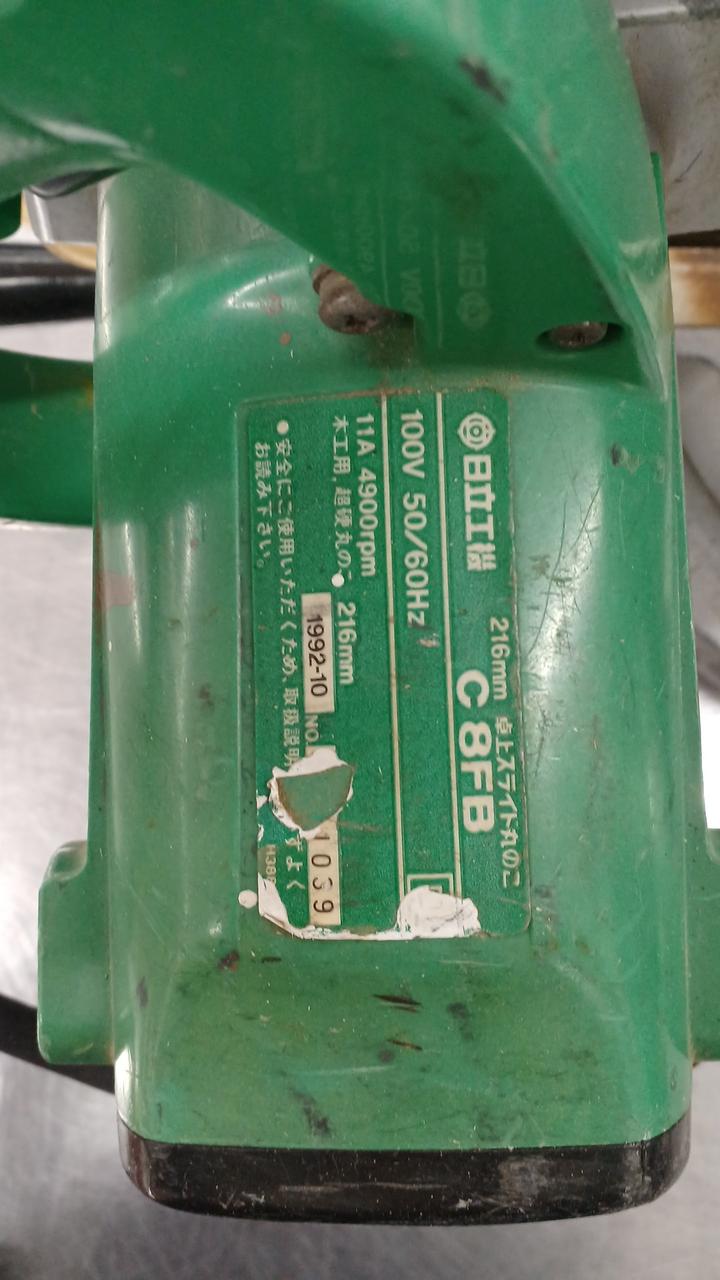 日立工機
216mm 卓上スライド丸のこ
C 8FB
100V 50/60Hz
11A 4900rpm
木工用, 超硬丸のこ 216mm
1992-10 NO.
1039
●安全にご使用いただくため、取扱説明
すよく
お読み下さい。